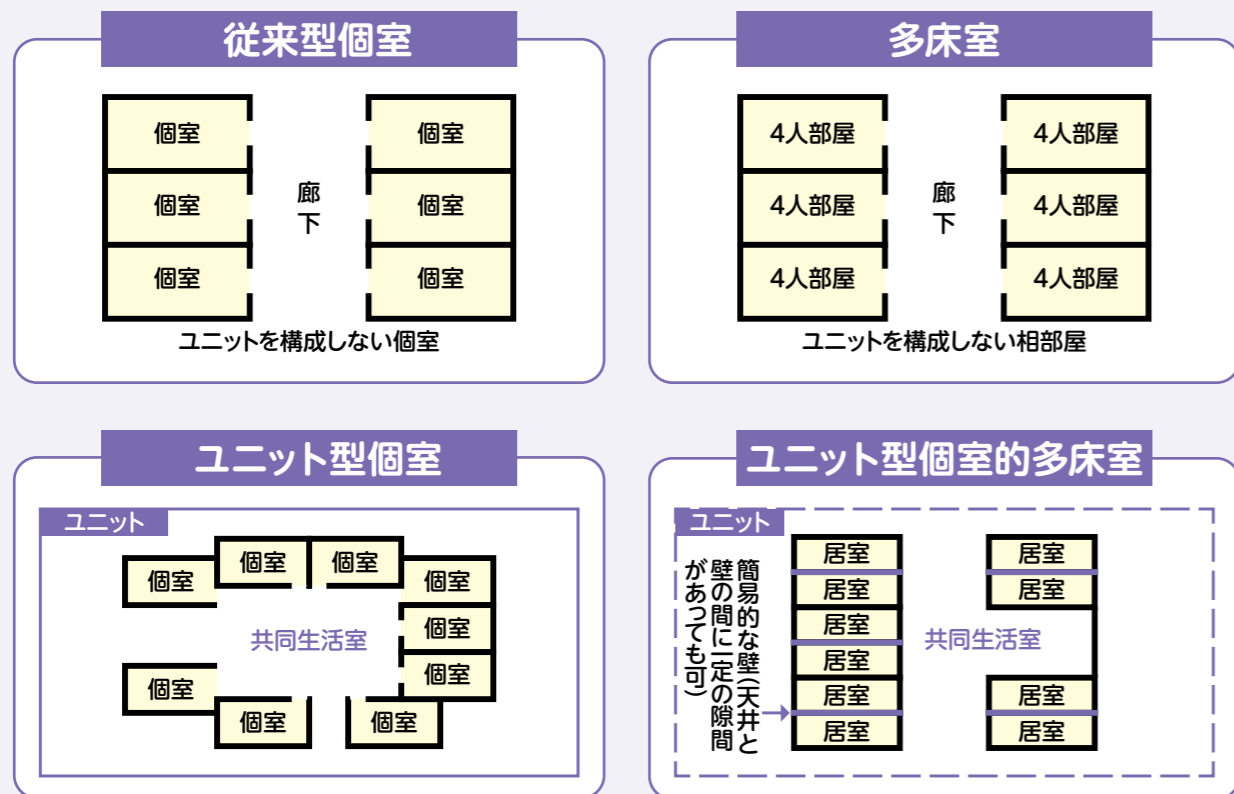 従来型個室
個室
個室
個室
個室
個室
個室
廊下
ユニットを構成しない個室
多床室
4人部屋
4人部屋
4人部屋
4人部屋
4人部屋
4人部屋
廊下
ユニットを構成しない相部屋
ユニット型個室
ユニット
個室
個室
個室
個室
個室
個室
共同生活室
個室
個室
個室
ユニット型個室的多床室
ユニット
簡易的な壁(天井と
壁の間に一定の隙間
があっても可)
居室
居室
居室
居室
居室
居室
居室
居室
共同生活室
居室
居室